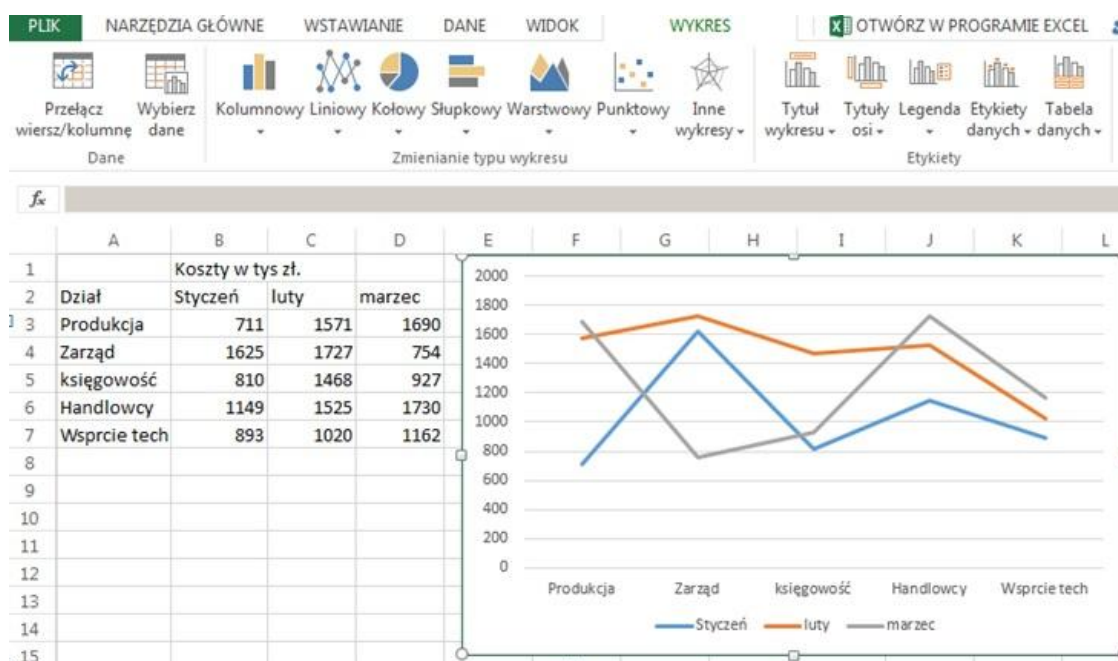 PLIK NARZĘDZIA GŁÓWNE WSTAWIANIE DANE WIDOK WYKRES OTWÓRZ W PROGRAMIE EXCEL
Przełącz wiersz/kolumnę
Wybierz dane
Kolumnowy Liniowy Kołowy Słupkowy Warstwowy Punktowy Inne wykresy
Tytuł wykresu
Tytuły osi
Legenda
Etykiety danych
Tabela danych
Dane Zmienianie typu wykresu Etykiety
fx
A B C D E F G H I J K L
1 Koszty w tys zł.
2 Dział Styczeń luty marzec
3 Produkcja 711 1571 1690
4 Zarząd 1625 1727 754
5 księgowość 810 1468 927
6 Handlowcy 1149 1525 1730
7 Wsprcie tech 893 1020 1162
8
9
10
11
12
13
14
15
2000
1800
1600
1400
1200
1000
800
600
400
200
0
Produkcja Zarząd księgowość Handlowcy Wsprcie tech
Styczeń luty marzec